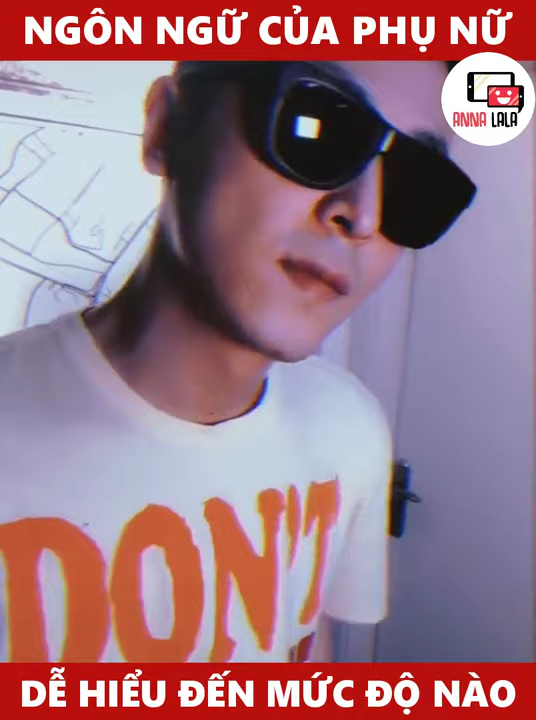 NGÔN NGỮ CỦA PHỤ NỮ
ANNA LALA
DON'T
DỄ HIỂU ĐẾN MỨC ĐỘ NÀO